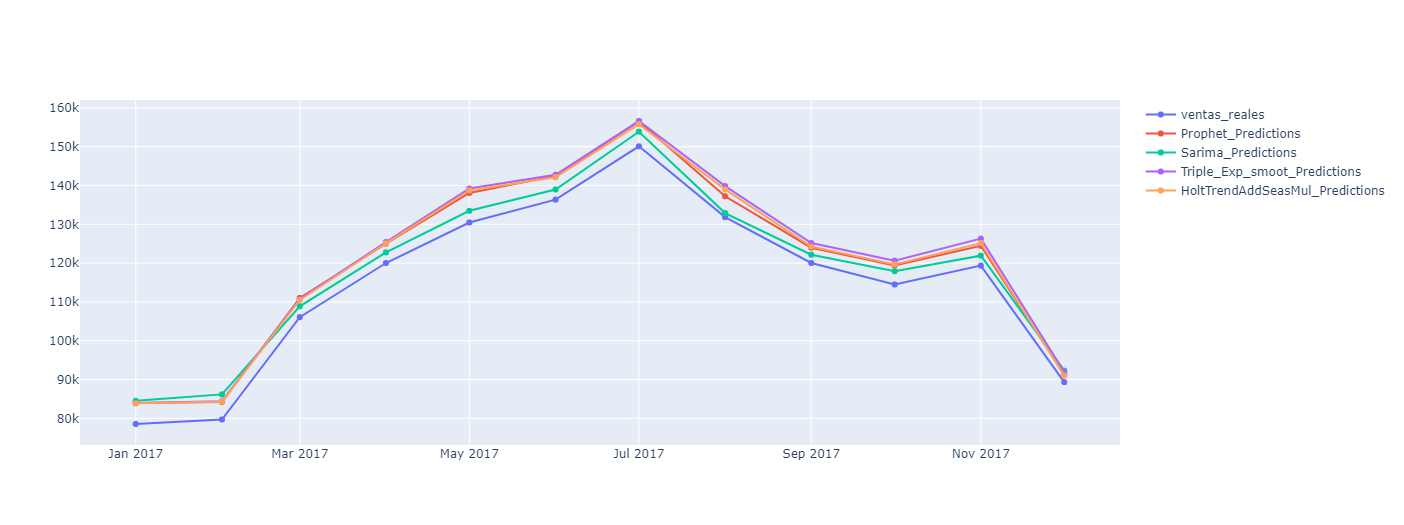 160k
150k
140k
130k
120k
110k
100k
90k
80k
Jan 2017
Mar 2017
May 2017
Jul 2017
Sep 2017
Nov 2017
ventas_reales
Prophet_Predictions
Sarima_Predictions
Triple_Exp_smoot_Predictions
HoltTrendAddSeasMul_Predictions